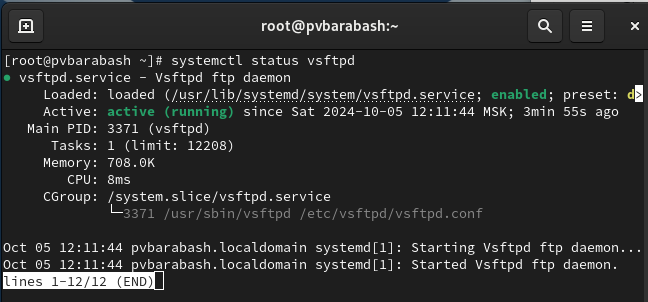 root@pvbarabash:~
[root@pvbarabash ~]# systemctl status vsftpd
● vsftpd.service - Vsftpd ftp daemon
Loaded: loaded (/usr/lib/systemd/system/vsftpd.service; enabled; preset: d>
Active: active (running) since Sat 2024-10-05 12:11:44 MSK; 3min 55s ago
Main PID: 3371 (vsftpd)
Tasks: 1 (limit: 12208)
Memory: 708.0K
CPU: 8ms
CGroup: /system.slice/vsftpd.service
└─3371 /usr/sbin/vsftpd /etc/vsftpd/vsftpd.conf
Oct 05 12:11:44 pvbarabash.localdomain systemd[1]: Starting Vsftpd ftp daemon...
Oct 05 12:11:44 pvbarabash.localdomain systemd[1]: Started Vsftpd ftp daemon.
lines 1-12/12 (END)